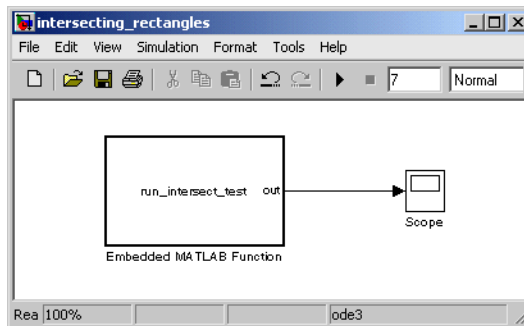 intersecting_rectangles
File Edit View Simulation Format Tools Help
7 Normal
run_intersect_test out
Scope
Embedded MATLAB Function
Rea 100% ode3